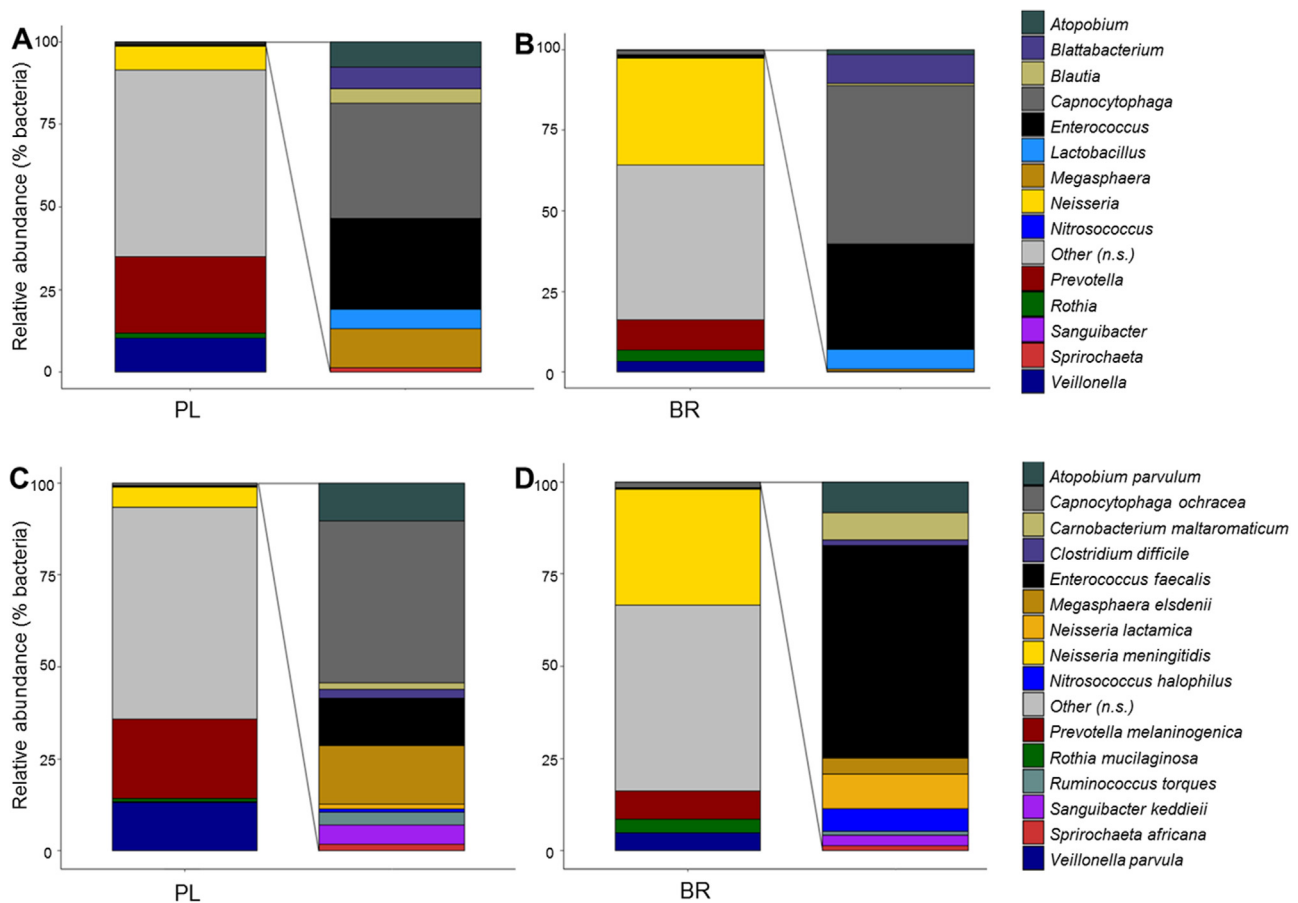 A
Relative abundance (% bacteria)
100
75
50
25
0
PL
B
100
75
50
25
0
BR
Atopobium
Blattabacterium
Blautia
Capnocytophaga
Enterococcus
Lactobacillus
Megasphaera
Neisseria
Nitrosococcus
Other (n.s.)
Prevotella
Rothia
Sanguibacter
Sprirochaeta
Veillonella
C
Relative abundance (% bacteria)
100
75
50
25
0
PL
D
100
75
50
25
0
BR
Atopobium parvulum
Capnocytophaga ochracea
Carnobacterium maltaromaticum
Clostridium difficile
Enterococcus faecalis
Megasphaera elsdenii
Neisseria lactamica
Neisseria meningitidis
Nitrosococcus halophilus
Other (n.s.)
Prevotella melaninogenica
Rothia mucilaginosa
Ruminococcus torques
Sanguibacter keddieii
Sprirochaeta africana
Veillonella parvula